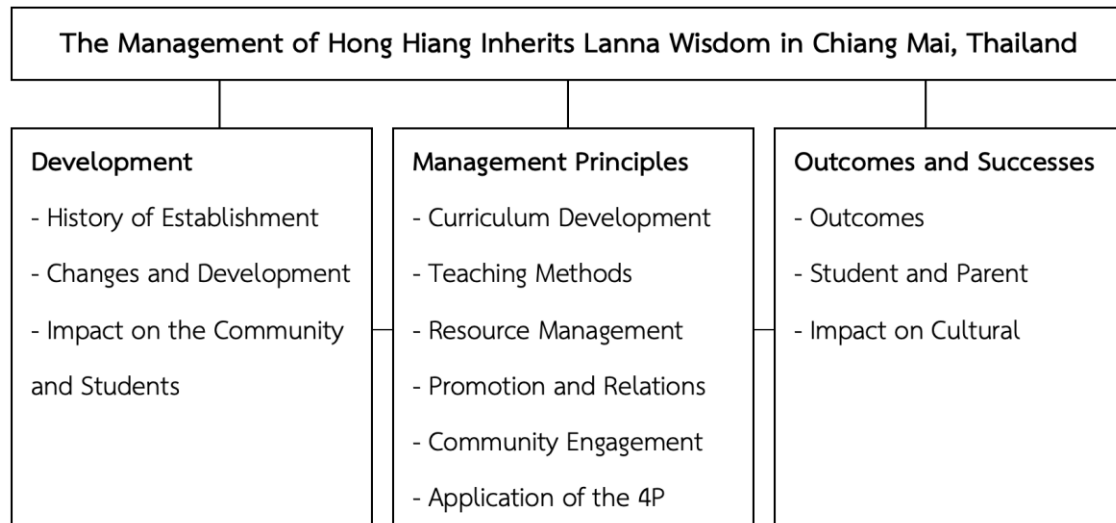 The Management of Hong Hiang Inherits Lanna Wisdom in Chiang Mai, Thailand
Development
- History of Establishment
- Changes and Development
- Impact on the Community
and Students
Management Principles
- Curriculum Development
- Teaching Methods
- Resource Management
- Promotion and Relations
- Community Engagement
- Application of the 4P
Outcomes and Successes
- Outcomes
- Student and Parent
- Impact on Cultural